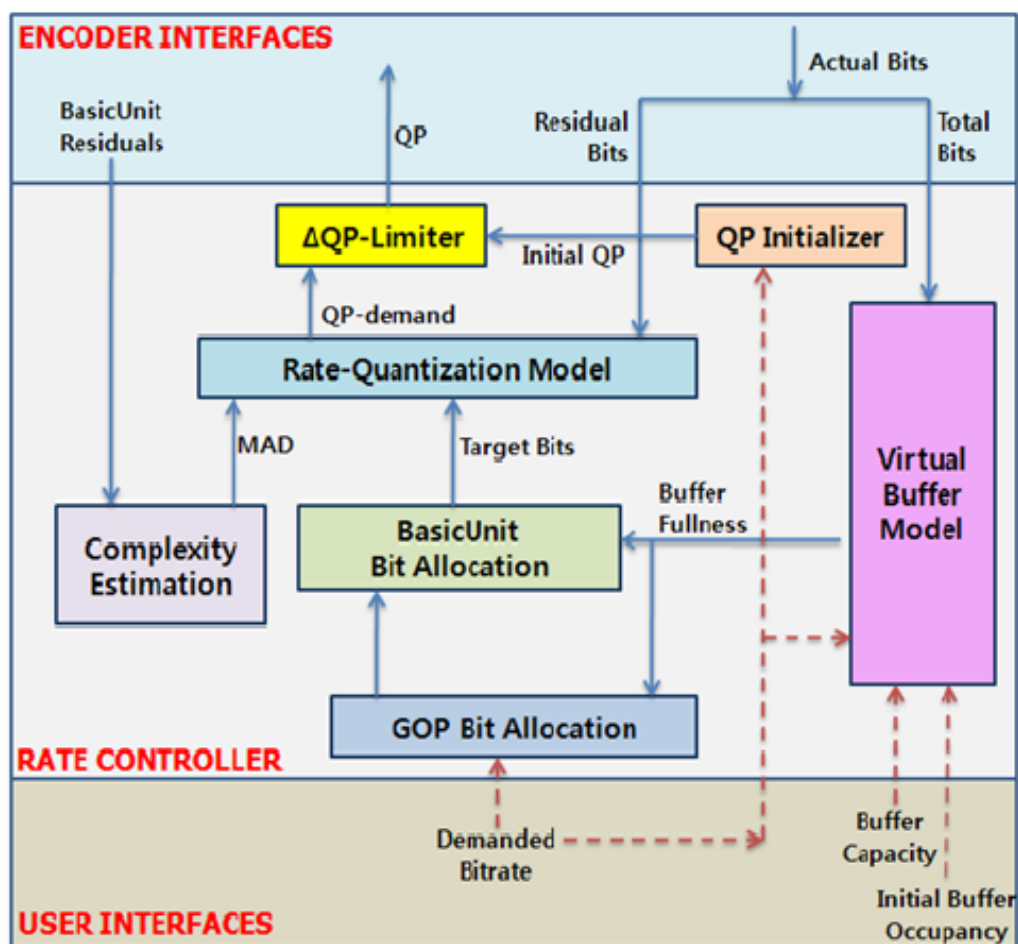 ENCODER INTERFACES
Actual Bits
BasicUnit
Residuals
QP
Residual
Bits
Total
Bits
ΔQP-Limiter
QP Initializer
Initial QP
QP-demand
Rate-Quantization Model
MAD
Target Bits
Virtual
Buffer
Model
Buffer
Fullness
Complexity
Estimation
BasicUnit
Bit Allocation
GOP Bit Allocation
RATE CONTROLLER
Demanded
Bitrate
Buffer
Capacity
Initial Buffer
Occupancy
USER INTERFACES